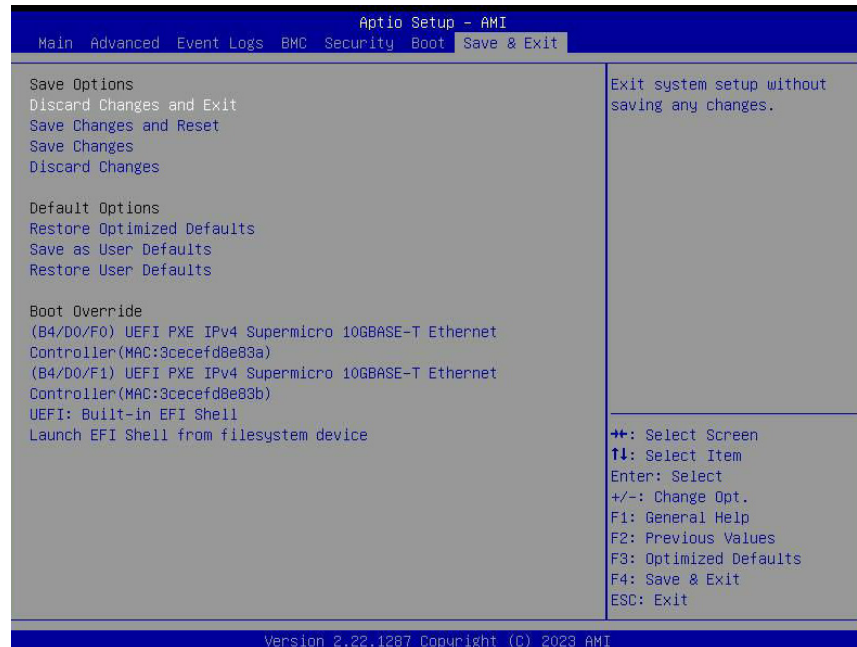 Aptio Setup - AMI
Main Advanced Event Logs BMC Security Boot Save & Exit
Save Options
Discard Changes and Exit
Save Changes and Reset
Save Changes
Discard Changes
Default Options
Restore Optimized Defaults
Save as User Defaults
Restore User Defaults
Boot Override
(B4/D0/F0) UEFI PXE IPv4 Supermicro 10GBASE-T Ethernet
Controller(MAC:3cecefd8e83a)
(B4/D0/F1) UEFI PXE IPv4 Supermicro 10GBASE-T Ethernet
Controller(MAC:3cecefd8e83b)
UEFI: Built-in EFI Shell
Launch EFI Shell from filesystem device
Exit system setup without
saving any changes.
→←: Select Screen
↑↓: Select Item
Enter: Select
+/-: Change Opt.
F1: General Help
F2: Previous Values
F3: Optimized Defaults
F4: Save & Exit
ESC: Exit
Version 2.22.1287 Copyright (C) 2023 AMI